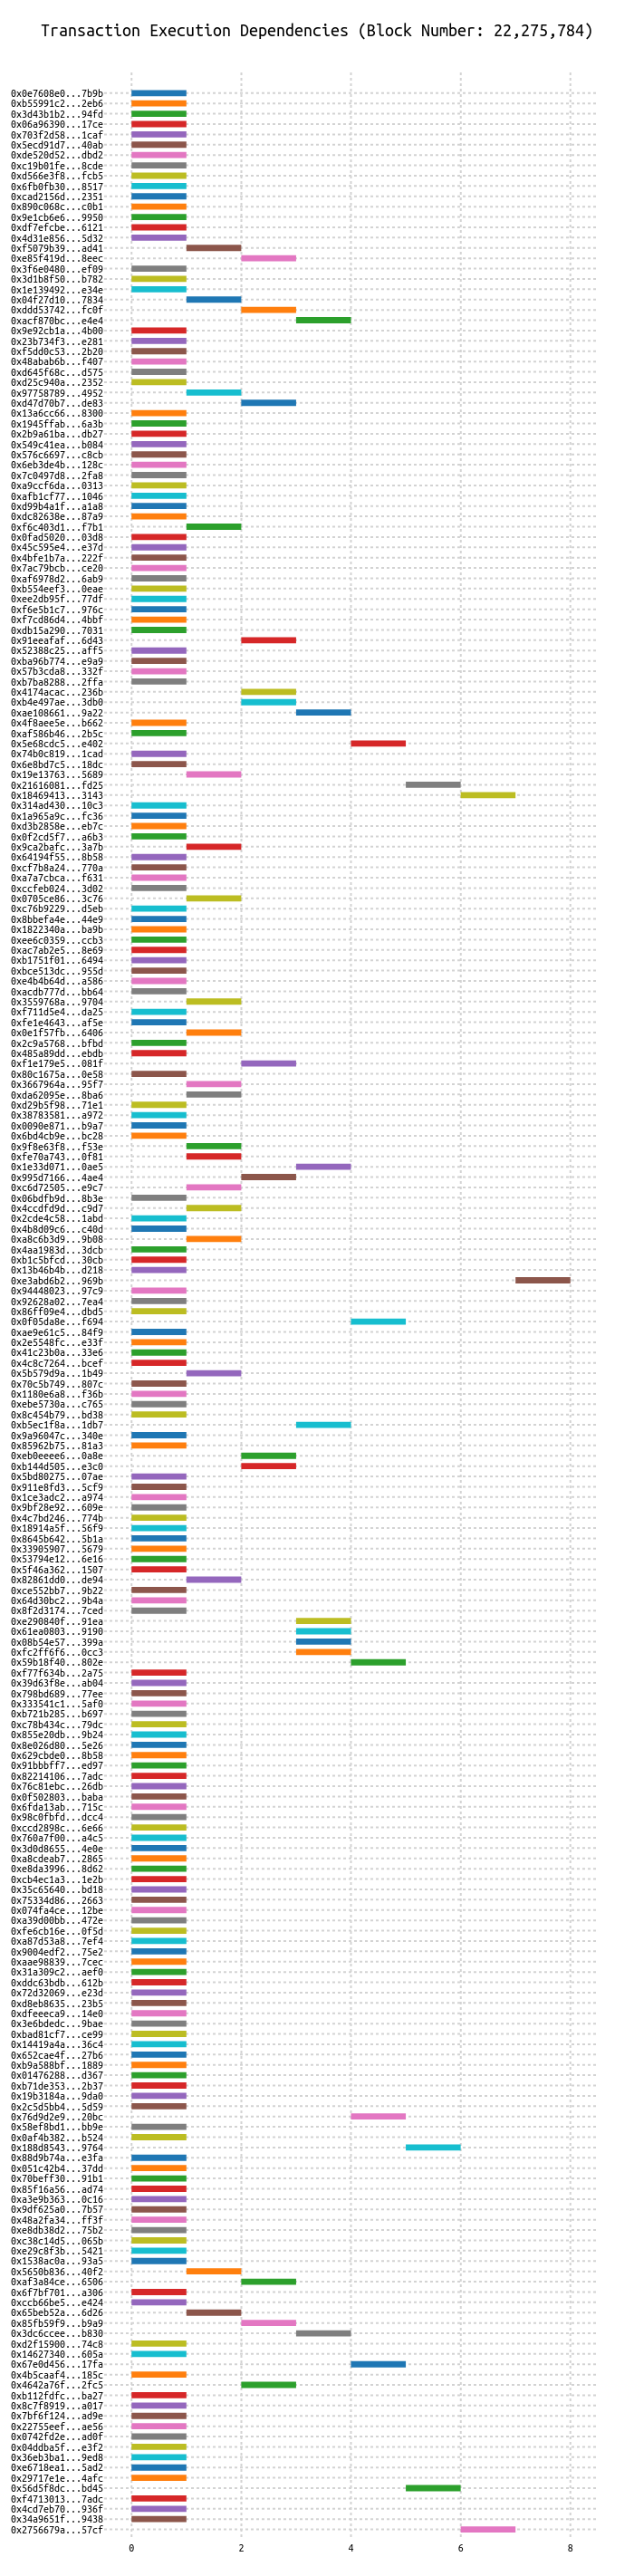 Transaction Execution Dependencies (Block Number: 22,275,784)
0x0e7608e0...7b9b
0xb55991c2...2eb6
0x3d43b1b2...94fd
0x06a96390...17ce
0x703f2d58...1caf
0x5ecd91d7...40ab
0xde520d52...dbd2
0xc19b01fe...8cde
0xd566e3f8...fcb5
0x6fb0fb30...8517
0xcad2156d...2351
0x890c068c...c0b1
0x9e1cb6e6...9950
0xdf7efcbe...6121
0x4d31e856...5d32
0xf5079b39...ad41
0xe85f419d...8eec
0x3f6e0480...ef09
0x3d1b8f50...b782
0x1e139492...e34e
0x04f27d10...7834
0xddd53742...fc0f
0xacf870bc...e4e4
0x9e92cb1a...4b00
0x23b734f3...e281
0xf5dd0c53...2b20
0x48abab6b...f407
0xd645f68c...d575
0xd25c940a...2352
0x97758789...4952
0xd47d70b7...de83
0x13a6cc66...8300
0x1945ffab...6a3b
0x2b9a61ba...db27
0x549c41ea...b084
0x576c6697...c8cb
0x6eb3de4b...128c
0x7c0497d8...2fa8
0xa9ccf6da...0313
0xafb1cf77...1046
0xd99b4a1f...a1a8
0xdc82638e...87a9
0xf6c403d1...f7b1
0x0fad5020...03d8
0x45c595e4...e37d
0x4bfe1b7a...222f
0x7ac79bcb...ce20
0xaf6978d2...6ab9
0xb554eef3...0eae
0xee2db95f...77df
0xf6e5b1c7...976c
0xf7cd86d4...4bbf
0xdb15a290...7031
0x91eeafaf...6d43
0x52388c25...aff5
0xba96b774...e9a9
0x57b3cda8...332f
0xb7ba8288...2ffa
0x4174acac...236b
0xb4e497ae...3db0
0xae108661...9a22
0x4f8aee5e...b662
0xaf586b46...2b5c
0x5e68cdc5...e402
0x74b0c819...1cad
0x6e8bd7c5...18dc
0x19e13763...5689
0x21616081...fd25
0x18469413...3143
0x314ad430...10c3
0x1a965a9c...fc36
0xd3b2858e...eb7c
0x0f2cd5f7...a6b3
0x9ca2bafc...3a7b
0x64194f55...8b58
0xcf7b8a24...770a
0xa7a7cbca...f631
0xccfeb024...3d02
0x0705ce86...3c76
0xc76b9229...d5eb
0x8bbefa4e...44e9
0x1822340a...ba9b
0xee6c0359...ccb3
0xac7ab2e5...8e69
0xb1751f01...6494
0xbce513dc...955d
0xe4b4b64d...a586
0xacdb777d...bb64
0x3559768a...9704
0xf711d5e4...da25
0xfe1e4643...af5e
0x0e1f57fb...6406
0x2c9a5768...bfbd
0x485a89dd...ebdb
0xf1e179e5...081f
0x80c1675a...0e58
0x3667964a...95f7
0xda62095e...8ba6
0xd29b5f98...71e1
0x38783581...a972
0x0090e871...b9a7
0x6bd4cb9e...bc28
0x9f8e63f8...f53e
0xfe70a743...0f81
0x1e33d071...0ae5
0x995d7166...4ae4
0xc6d72505...e9c7
0x06bdfb9d...8b3e
0x4ccdfd9d...c9d7
0x2cde4c58...1abd
0x4b8d09c6...c40d
0xa8c6b3d9...9b08
0x4aa1983d...3dcb
0xb1c5bfcd...30cb
0x13b46b4b...d218
0xe3abd6b2...969b
0x94448023...97c9
0x92628a02...7ea4
0x86ff09e4...dbd5
0x0f05da8e...f694
0xae9e61c5...84f9
0x2e5548fc...e33f
0x41c23b0a...33e6
0x4c8c7264...bcef
0x5b579d9a...1b49
0x70c5b749...807c
0x1180e6a8...f36b
0xebe5730a...c765
0x8c454b79...bd38
0xb5ec1f8a...1db7
0x9a96047c...340e
0x85962b75...81a3
0xeb0eeee6...0a8e
0xb144d505...e3c0
0x5bd80275...07ae
0x911e8fd3...5cf9
0x1ce3adc2...a974
0x9bf28e92...609e
0x4c7bd246...774b
0x18914a5f...56f9
0x8645b642...5b1a
0x33905907...5679
0x53794e12...6e16
0x5f46a362...1507
0x82861dd0...de94
0xce552bb7...9b22
0x64d30bc2...9b4a
0x8f2d3174...7ced
0xe290840f...91ea
0x61ea0803...9190
0x08b54e57...399a
0xfc2ff6f6...0cc3
0x59b18f40...802e
0xf77f634b...2a75
0x39d63f8e...ab04
0x798bd689...77ee
0x333541c1...5af0
0xb721b285...b697
0xc78b434c...79dc
0x855e20db...9b24
0x8e026d80...5e26
0x629cbde0...8b58
0x91bbbff7...ed97
0x82214106...7adc
0x76c81ebc...26db
0x0f502803...baba
0x6fda13ab...715c
0x98c0fbfd...dcc4
0xccd2898c...6e66
0x760a7f00...a4c5
0x3d0d8655...4e0e
0xa8cdeab7...2865
0xe8da3996...8d62
0xcb4ec1a3...1e2b
0x35c65640...bd18
0x75334d86...2663
0x074fa4ce...12be
0xa39d00bb...472e
0xfe6cb16e...0f5d
0xa87d53a8...7ef4
0x9004edf2...75e2
0xaae98839...7cec
0x31a309c2...aef0
0xddc63bdb...612b
0x72d32069...e23d
0xd8eb8635...23b5
0xdfeeeca9...14e0
0x3e6bdedc...9bae
0xbad81cf7...ce99
0x14419a4a...36c4
0x652cae4f...27b6
0xb9a588bf...1889
0x01476288...d367
0xb71de353...2b37
0x19b3184a...9da0
0x2c5d5bb4...5d59
0x76d9d2e9...20bc
0x58ef8bd1...bb9e
0x0af4b382...b524
0x188d8543...9764
0x88d9b74a...e3fa
0x051c42b4...37dd
0x70beff30...91b1
0x85f16a56...ad74
0xa3e9b363...0c16
0x9df625a0...7b57
0x48a2fa34...ff3f
0xe8db38d2...75b2
0xc38c14d5...065b
0xe29c8f3b...5421
0x1538ac0a...93a5
0x5650b836...40f2
0xaf3a84ce...6506
0x6f7bf701...a306
0xccb66be5...e424
0x65beb52a...6d26
0x85fb59f9...b9a9
0x3dc6ccee...b830
0xd2f15900...74c8
0x14627340...605a
0x67e0d456...17fa
0x4b5caaf4...185c
0x4642a76f...2fc5
0xb112fdfc...ba27
0x8c7f8919...a017
0x7bf6f124...ad9e
0x22755eef...ae56
0x0742fd2e...ad0f
0x04ddba5f...e3f2
0x36eb3ba1...9ed8
0xe6718ea1...5ad2
0x29717e1e...4afc
0x56d5f8dc...bd45
0xf4713013...7adc
0x4cd7eb70...936f
0x34a9651f...9438
0x2756679a...57cf
0 2 4 6 8